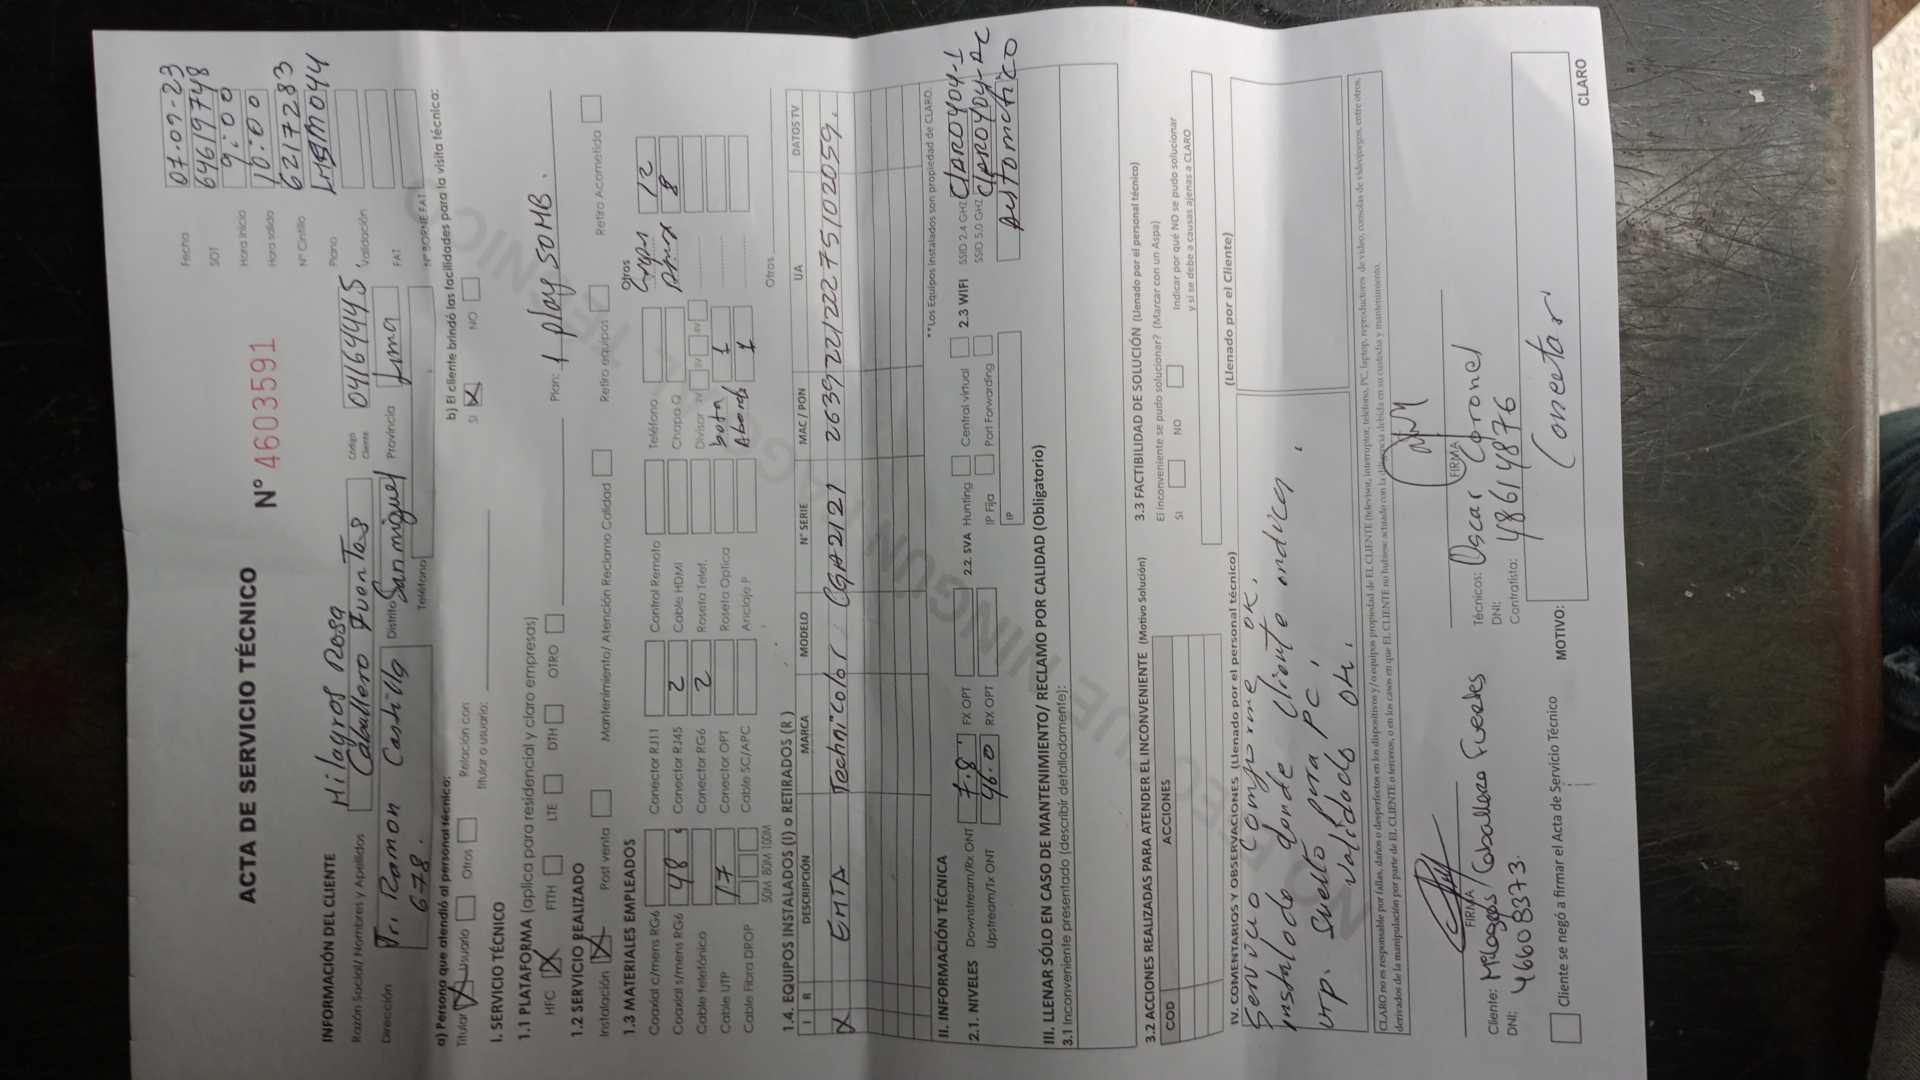 ACTA DE SERVICIO TÉCNICO
N° 4603591
Fecha 07-09-23
SOT 64619748
Hora Inicio 9:00
Hora salida 10:00
N° Cintillo 6217283
Plano
Validación
FAT
N° BORNE FAT
INFORMACIÓN DEL CLIENTE
Milagros Rosa
Razón Social/ Nombres y Apellidos Caballero Fuentes
Código Cliente 04164445
Dirección Jr. Ramon Castilla 678.
Distrito San miguel
Provincia Lima
Teléfono
a) Persona que atendió al personal técnico:
Titular X Usuario Otros Relación con titular o usuario:
b) El cliente brindó las facilidades para la visita técnica:
SI X NO
I. SERVICIO TÉCNICO
1.1 PLATAFORMA (aplica para residencial y claro empresas)
HFC X FTTH LTE DTH OTRO
Plan: 1 play 50MB.
1.2 SERVICIO REALIZADO
Instalación X Post venta Mantenimiento/ Atención Reclamo Calidad Retiro equipos Retiro Acometida
1.3 MATERIALES EMPLEADOS
Otros
Coaxial c/mens RG6 Conector RJ11 Control Remoto Teléfono 12
Coaxial s/mens RG6 48 Conector RJ45 2 Cable HDMI Chapa Q 8
Cable telefónico Conector RG6 2 Roseta Telef. Divisor 2V 3V 4V
Cable UTP 17 Conector OPT Roseta Optica bota 1
Cable Fibra DROP Cable SC/APC Anclaje P 1
50M 80M 100M
Otros
1.4. EQUIPOS INSTALADOS (I) o RETIRADOS (R )
I R DESCRIPCIÓN MARCA MODELO N° SERIE MAC / PON UA DATOS TV
X EMTA Technicolor CGA2121 263922122275102059.
**Los Equipos instalados son propiedad de CLARO.
II. INFORMACIÓN TÉCNICA
2.1. NIVELES Downstream/Rx ONT 7.8 FX OPT
Upstream/Tx ONT 46.0 RX OPT
2.2. SVA Hunting Central virtual
IP Fija Port Forwarding
IP
2.3 WIFI SSID 2.4 GHZ
SSID 5.0 GHZ
Automatico
III. LLENAR SÓLO EN CASO DE MANTENIMIENTO/ RECLAMO POR CALIDAD (Obligatorio)
3.1 Inconveniente presentado (describir detalladamente):
3.2 ACCIONES REALIZADAS PARA ATENDER EL INCONVENIENTE (Motivo Solución)
COD ACCIONES
3.3 FACTIBILIDAD DE SOLUCIÓN (Llenado por el personal técnico)
El inconveniente se pudo solucionar? (Marcar con un Aspa)
SI NO
Indicar por qué NO se pudo solucionar
y si se debe a causas ajenas a CLARO
IV. COMENTARIOS Y OBSERVACIONES (Llenado por el personal técnico)
(Llenado por el Cliente)
Servicio conforme OK.
instalado donde cliente indica.
UTP. suelto para PC,
validado OK.
CLARO no es responsable por fallas, daños o desperfectos en los dispositivos y/o equipos propiedad de EL CLIENTE (televisor, interruptor, teléfono, PC, laptop, reproductores de video, consolas de videojuegos, entre otros)
derivados de la manipulación por parte de EL CLIENTE o terceros, o en los casos en que EL CLIENTE no hubiese actuado con la diligencia debida en su custodia y mantenimiento.
FIRMA
Cliente: Milagros Caballero Fuentes
DNI: 46608373
FIRMA
Técnicos: Oscar Coronel
DNI: 48614876
Contratista: Conectar
Cliente se negó a firmar el Acta de Servicio Técnico
MOTIVO:
CLARO